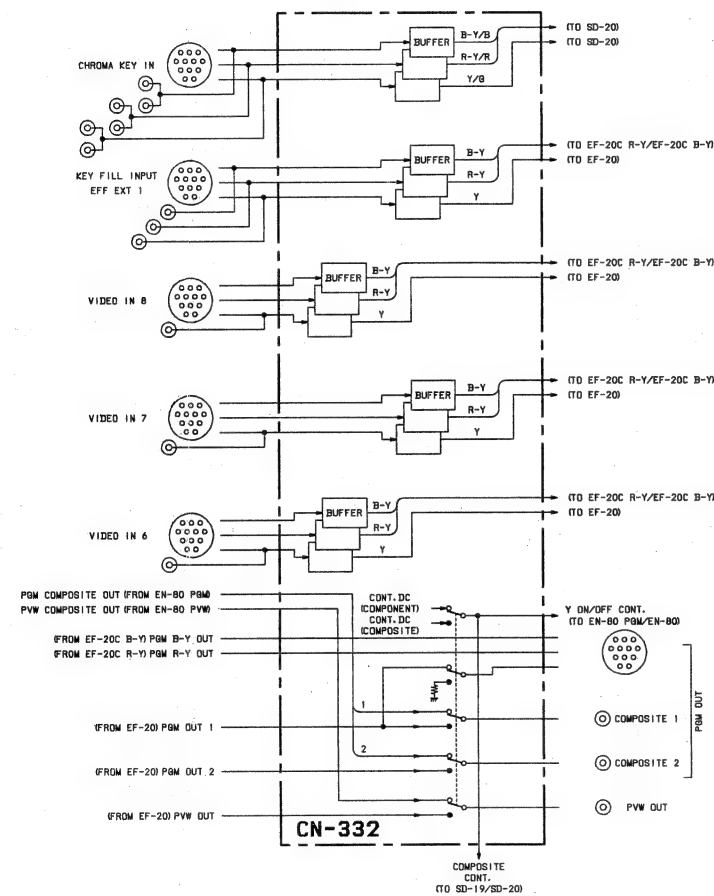 BUFFER
B-Y/B
R-Y/R
Y/G
(TO SD-20)
(TO SD-20)
CHROMA KEY IN
BUFFER
B-Y
R-Y
Y
(TO EF-20C R-Y/EF-20C B-Y)
(TO EF-20)
KEY FILL INPUT
EFF EXT 1
BUFFER
B-Y
R-Y
Y
(TO EF-20C R-Y/EF-20C B-Y)
(TO EF-20)
VIDEO IN 8
BUFFER
B-Y
R-Y
Y
(TO EF-20C R-Y/EF-20C B-Y)
(TO EF-20)
VIDEO IN 7
BUFFER
B-Y
R-Y
Y
(TO EF-20C R-Y/EF-20C B-Y)
(TO EF-20)
VIDEO IN 6
PGM COMPOSITE OUT (FROM EN-80 PGM)
PVW COMPOSITE OUT (FROM EN-80 PVW)
CONT.DC
(COMPONENT)
CONT.DC
(COMPOSITE)
Y ON/OFF CONT.
(TO EN-80 PGM/EN-80)
(FROM EF-20C B-Y) PGM B-Y OUT
(FROM EF-20C R-Y) PGM R-Y OUT
1
(FROM EF-20) PGM OUT 1
COMPOSITE 1
PGM OUT
2
(FROM EF-20) PGM OUT 2
COMPOSITE 2
(FROM EF-20) PVW OUT
PVW OUT
CN-332
COMPOSITE
CONT.
(TO SD-19/SD-20)